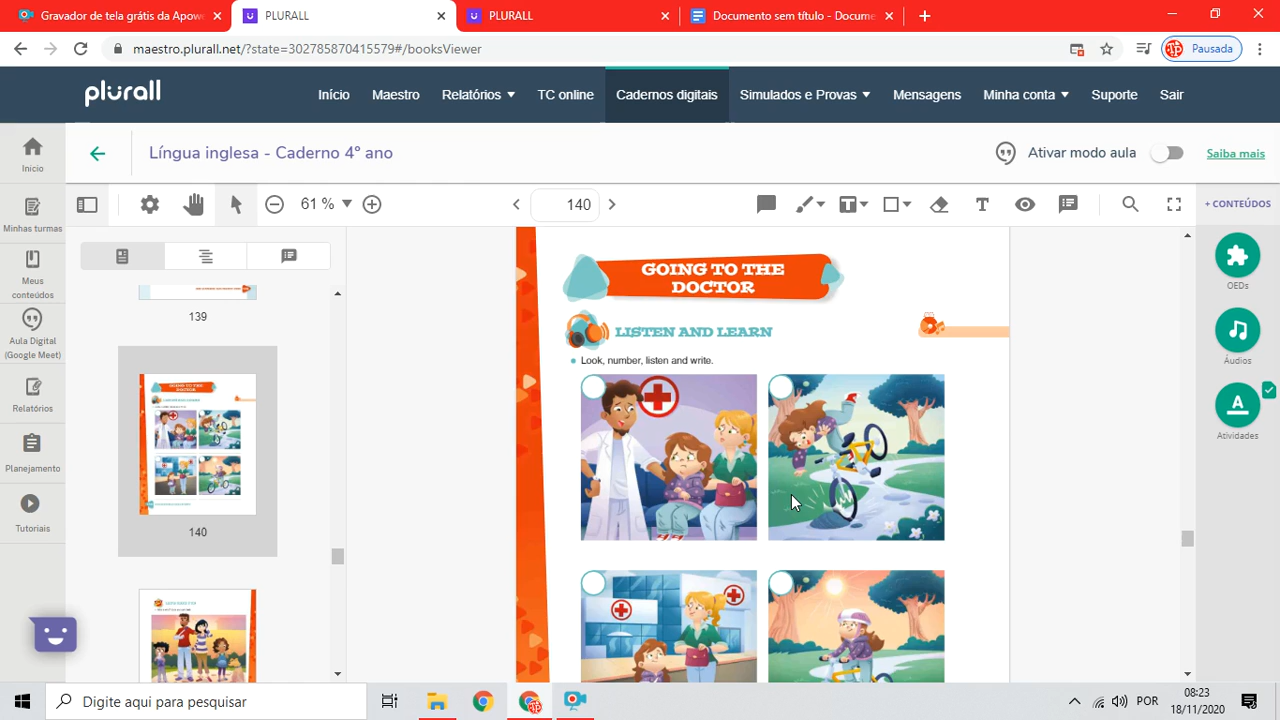 Gravador de tela grátis da Apowe
PLURALL
PLURALL
Documento sem título - Docume
maestro.plurall.net/?state=302785870415579#/booksViewer
Pausada
plurall
Início
Maestro
Relatórios
TC online
Cadernos digitais
Simulados e Provas
Mensagens
Minha conta
Suporte
Sair
Inicio
Língua inglesa - Caderno 4º ano
Ativar modo aula
Saiba mais
61 %
140
+ CONTEÚDOS
Minhas turmas
Meus
conteúdos
Aula Digital
(Google Meet)
Relatórios
Planejamento
Tutoriais
139
140
GOING TO THE
DOCTOR
LISTEN AND LEARN
Look, number, listen and write.
OEDs
Áudios
A
Atividades
Digite aqui para pesquisar
POR
08:23
18/11/2020